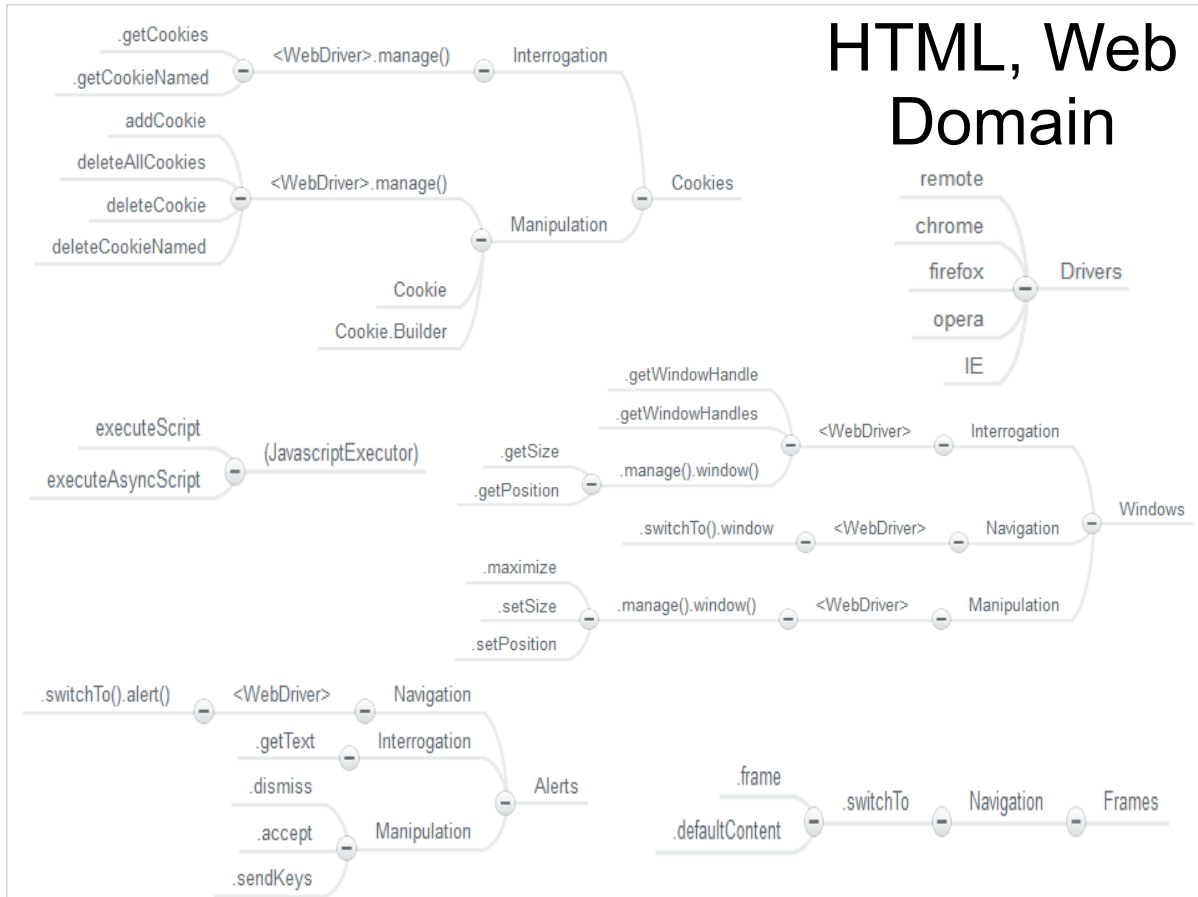 HTML, Web
Domain
.getCookies
.getCookieNamed
<WebDriver>.manage()
Interrogation
addCookie
deleteAllCookies
deleteCookie
deleteCookieNamed
<WebDriver>.manage()
Manipulation
Cookie
Cookie.Builder
Cookies
remote
chrome
firefox
opera
IE
Drivers
executeScript
executeAsyncScript
(JavascriptExecutor)
.getWindowHandle
.getWindowHandles
.getSize
.getPosition
.manage().window()
<WebDriver>
Interrogation
.switchTo().window
<WebDriver>
Navigation
Windows
.maximize
.setSize
.setPosition
.manage().window()
<WebDriver>
Manipulation
.switchTo().alert()
<WebDriver>
Navigation
.getText
Interrogation
.dismiss
.accept
.sendKeys
Manipulation
Alerts
.frame
.defaultContent
.switchTo
Navigation
Frames